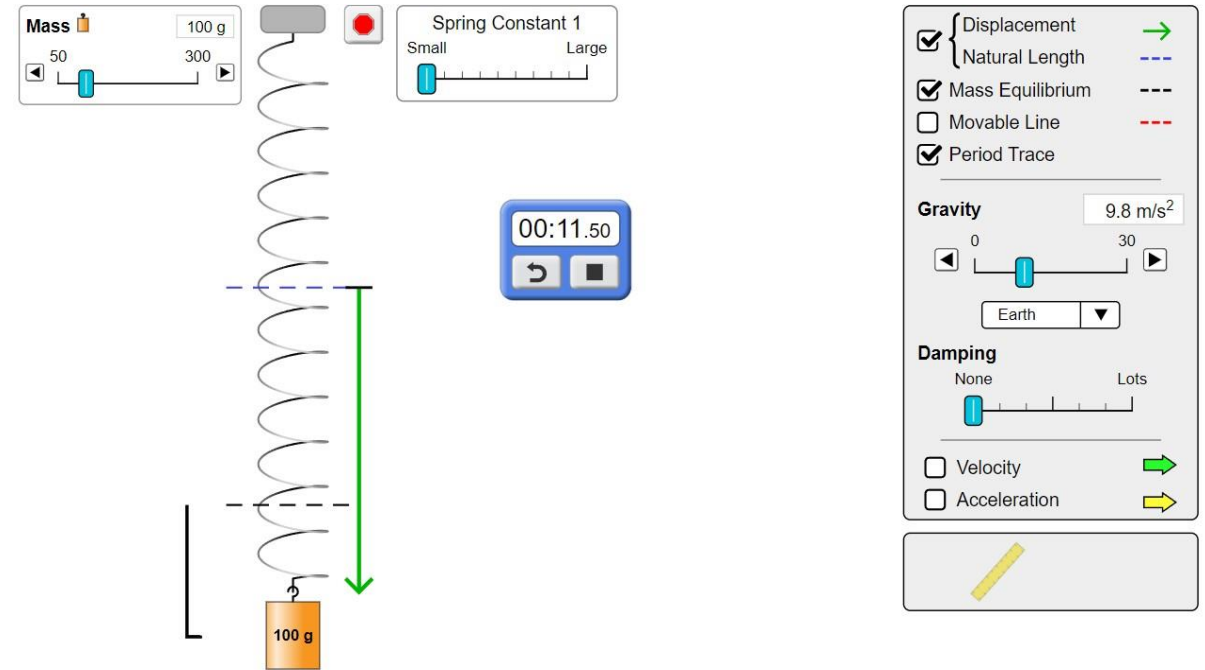 Mass
100 g
50
300
Spring Constant 1
Small
Large
00:11.50
100 g
Displacement
Natural Length
Mass Equilibrium
Movable Line
Period Trace
Gravity
9.8 m/s²
0
30
Earth
Damping
None
Lots
Velocity
Acceleration